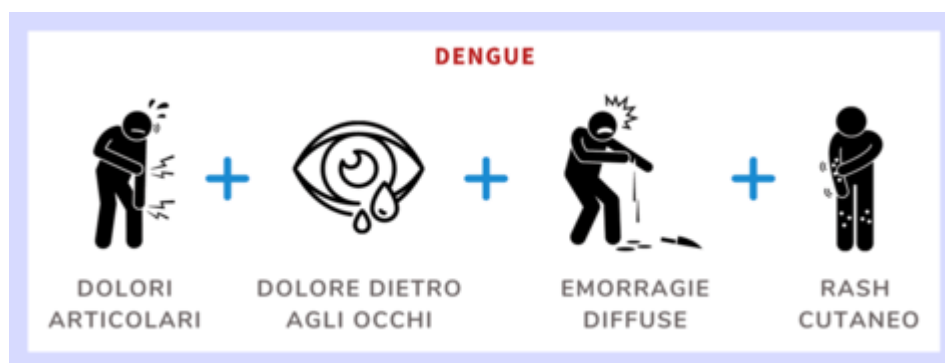 DENGUE
DOLORI
ARTICOLARI
DOLORE DIETRO
AGLI OCCHI
EMORRAGIE
DIFFUSE
RASH
CUTANEO